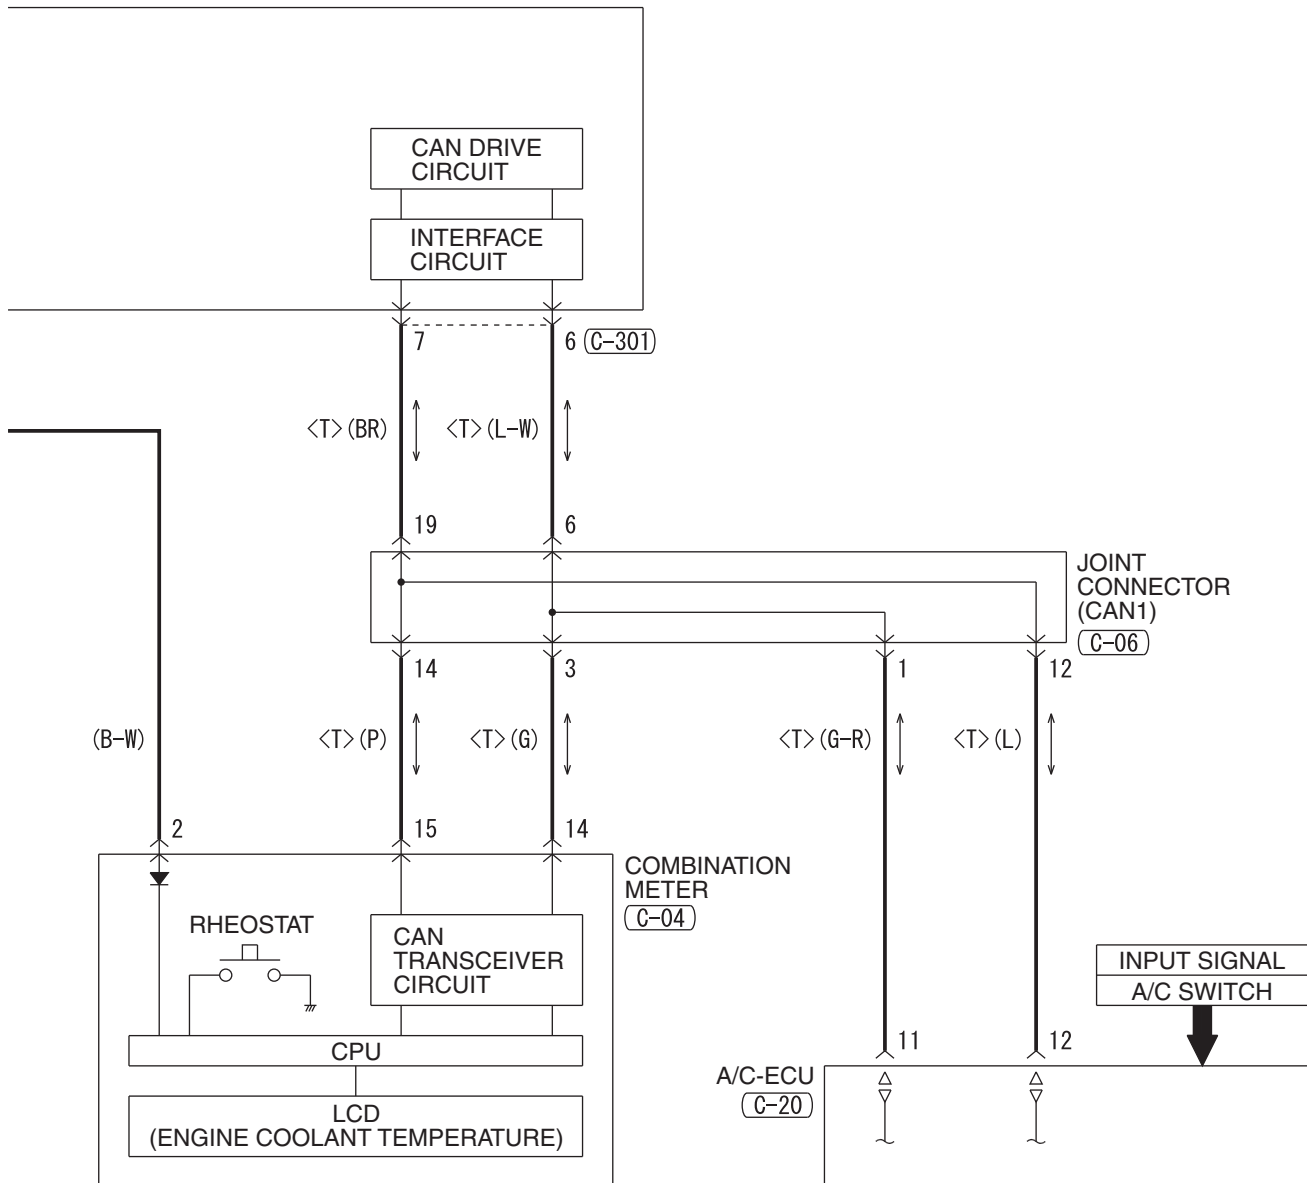 CAN DRIVE
CIRCUIT
INTERFACE
CIRCUIT
7
6 (C-301)
<T>(BR)
<T>(L-W)
19
6
JOINT
CONNECTOR
(CAN1)
C-06
14
3
1
12
(B-W)
<T>(P)
<T>(G)
<T>(G-R)
<T>(L)
2
15
14
COMBINATION
METER
C-04
RHEOSTAT
CAN
TRANSCEIVER
CIRCUIT
INPUT SIGNAL
A/C SWITCH
CPU
11
12
A/C-ECU
C-20
LCD
(ENGINE COOLANT TEMPERATURE)